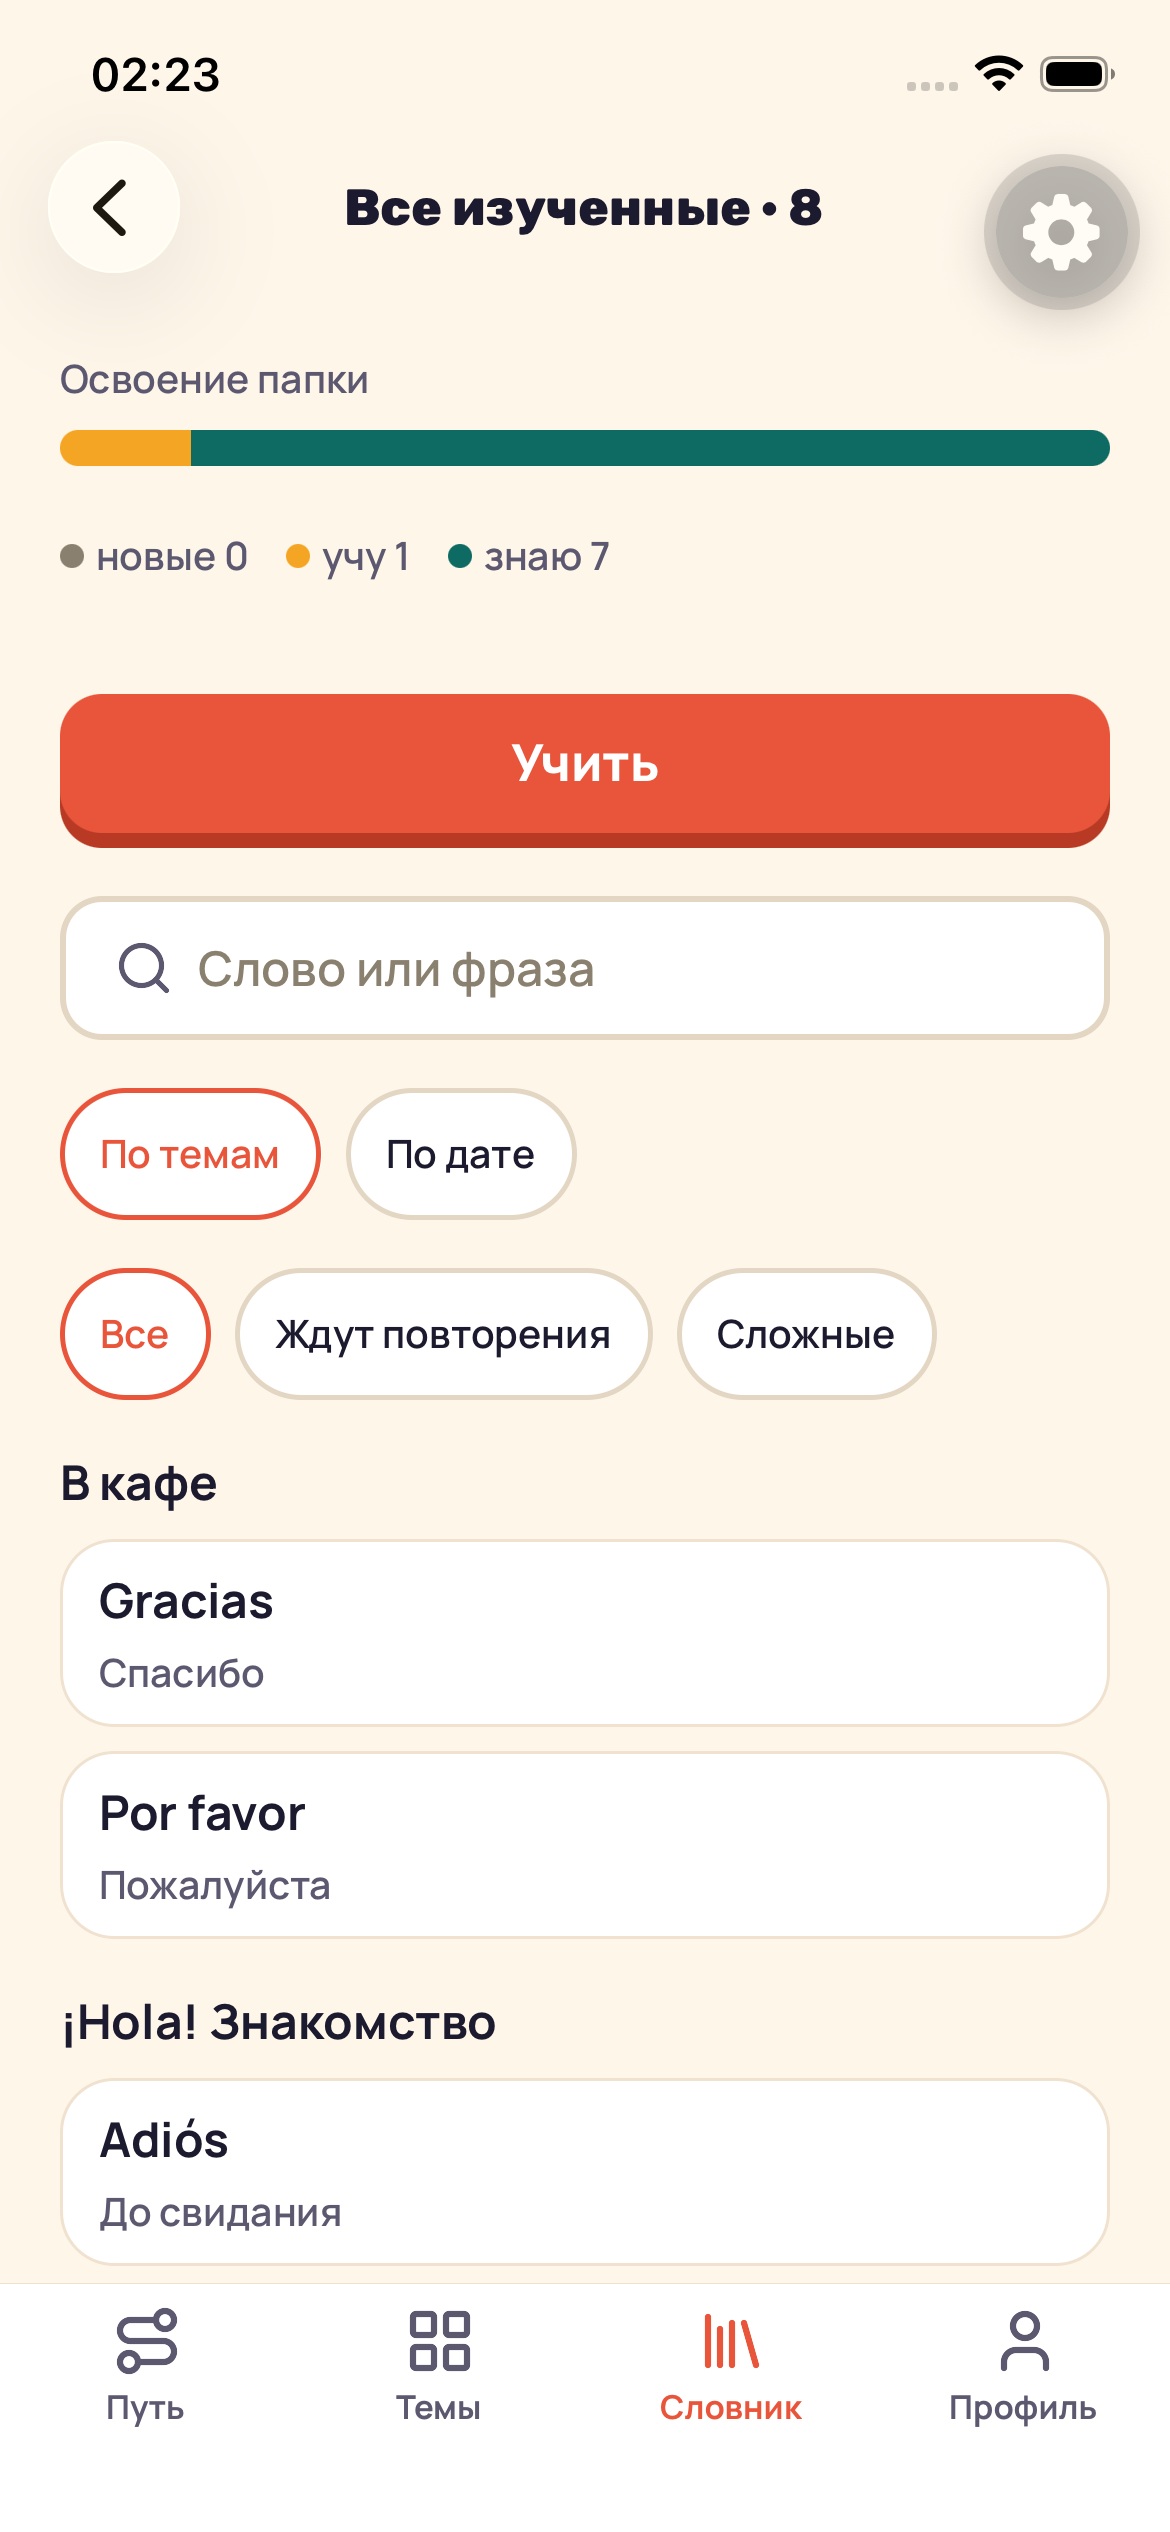 02:23
Все изученные • 8
Освоение папки
новые 0 учу 1 знаю 7
Учить
Слово или фраза
По темам По дате
Все Ждут повторения Сложные
В кафе
Gracias
Спасибо
Por favor
Пожалуйста
¡Hola! Знакомство
Adiós
До свидания
Путь Темы Словник Профиль